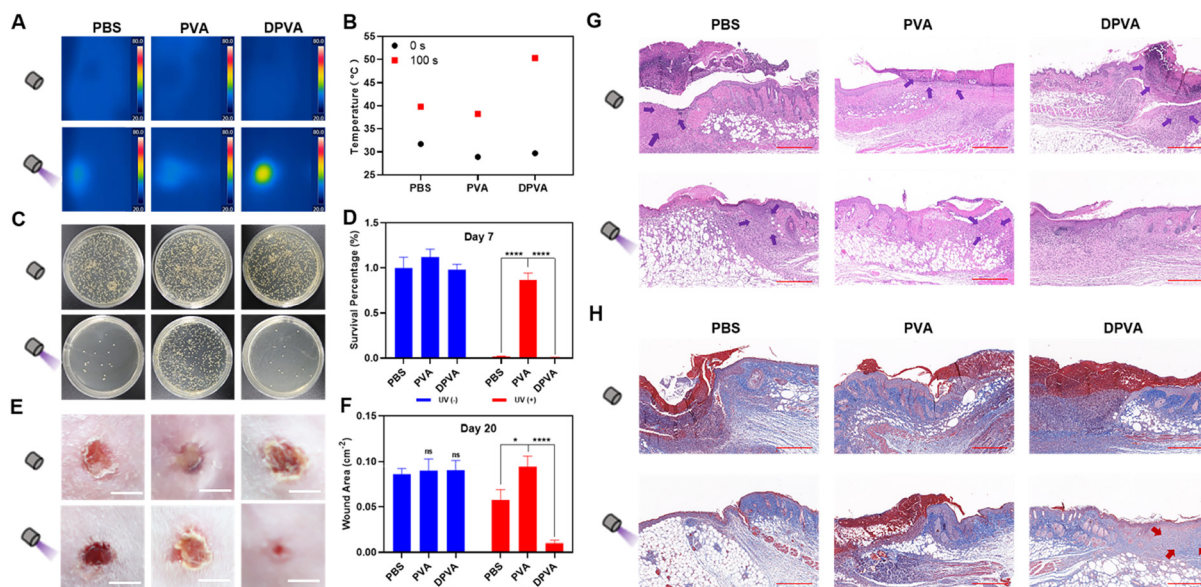 A
PBS
PVA
DPVA
80.0
80.0
80.0
20.0
20.0
20.0
80.0
80.0
80.0
20.0
20.0
20.0
B
Temperature ( °C)
55
50
45
40
35
30
25
0 s
100 s
PBS
PVA
DPVA
C
D
Survival Percentage (%)
1.5
1.0
0.5
0.0
Day 7
**** ****
PBS
PVA
DPVA
PBS
PVA
DPVA
UV (-)
UV (+)
E
F
Wound Area (cm⁻²)
0.15
0.10
0.05
0.00
Day 20
ns
ns
* ****
PBS
PVA
DPVA
PBS
PVA
DPVA
G
PBS
PVA
DPVA
H
PBS
PVA
DPVA